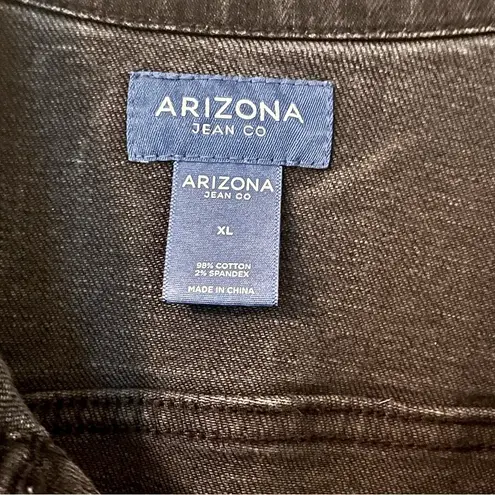 ARIZONA
JEAN CO
ARIZONA
JEAN CO
XL
98% COTTON
2% SPANDEX
MADE IN CHINA